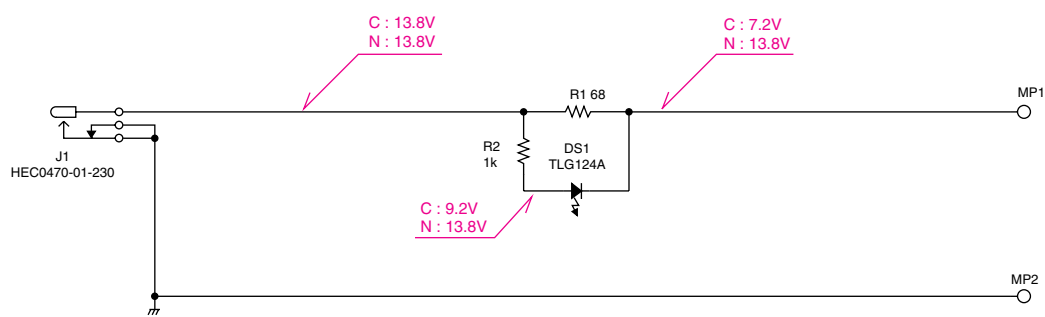 C : 13.8V
N : 13.8V
C : 7.2V
N : 13.8V
R1 68
MP1
J1
HEC0470-01-230
R2
1k
DS1
TLG124A
C : 9.2V
N : 13.8V
MP2